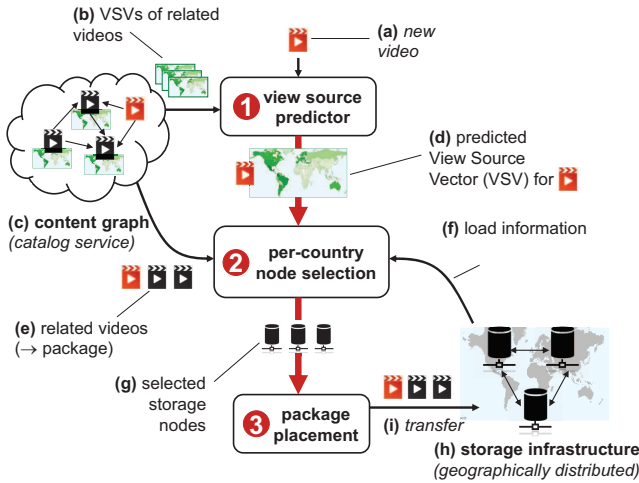 (b) VSVs of related
videos
(a) new
video
1 view source
predictor
(d) predicted
View Source
Vector (VSV) for
(c) content graph
(catalog service)
(f) load information
2 per-country
node selection
(e) related videos
(→ package)
(g) selected
storage
nodes
3 package
placement
(i) transfer
(h) storage infrastructure
(geographically distributed)